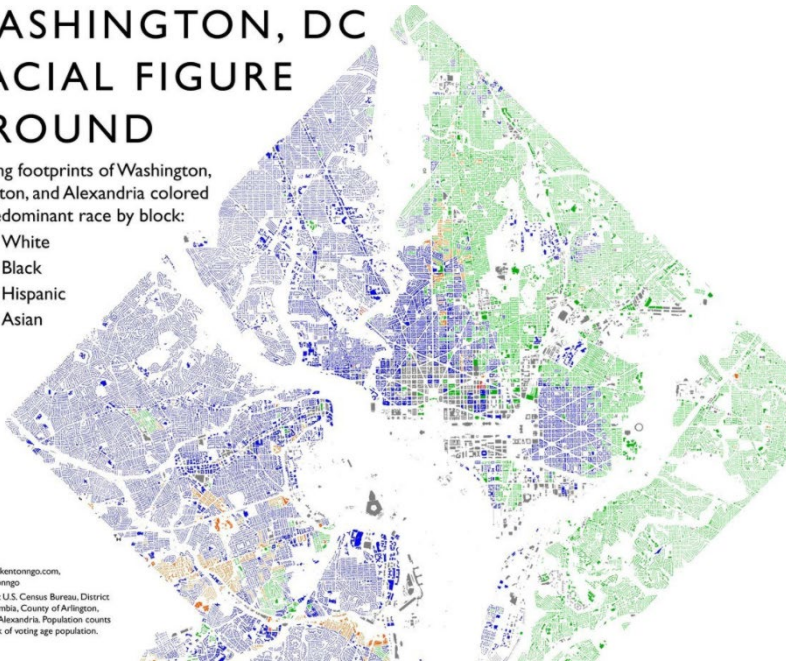 ASHINGTON, DC
ACIAL FIGURE
ROUND
ng footprints of Washington,
ton, and Alexandria colored
edominant race by block:
White
Black
Hispanic
Asian
kentonngo.com,
onngo
: U.S. Census Bureau, District
mbia, County of Arlington,
Alexandria. Population counts
k of voting age population.